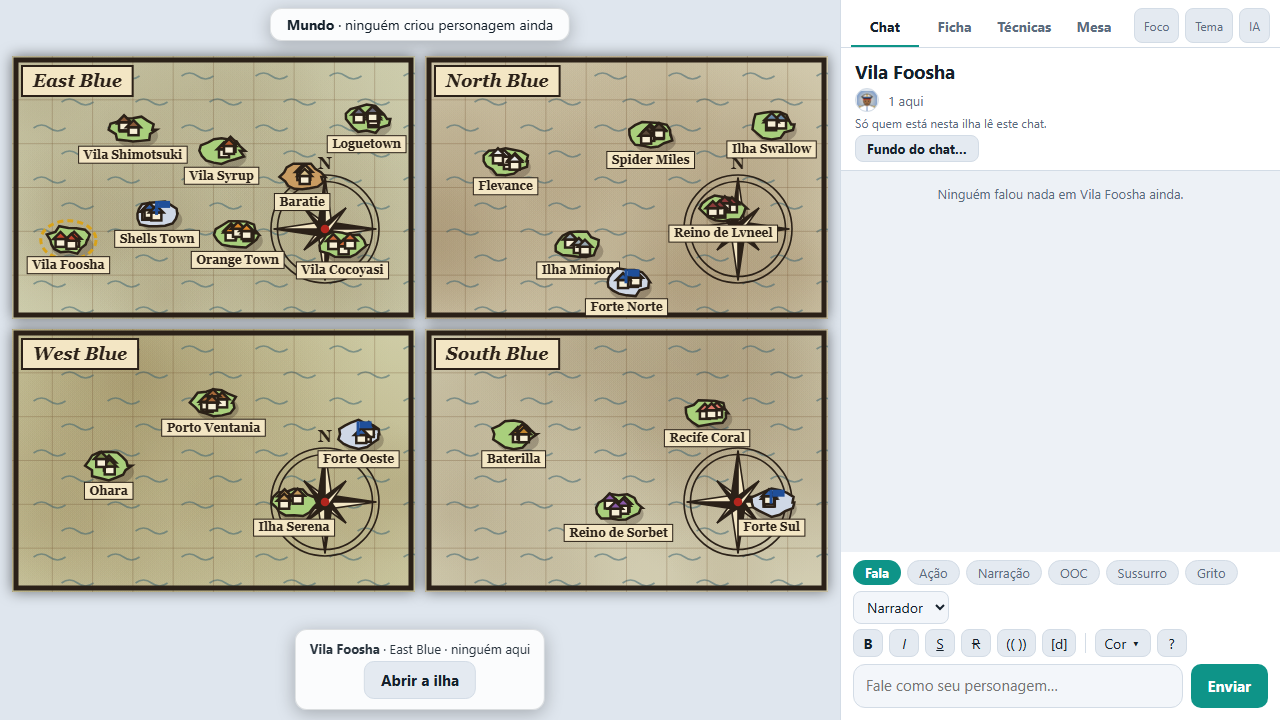 Mundo · ninguém criou personagem ainda
East Blue
Vila Shimotsuki
Vila Syrup
Loguetown
N
Baratie
Shells Town
Vila Foosha
Orange Town
Vila Cocoyasi
North Blue
Spider Miles
Ilha Swallow
N
Flevance
Reino de Lvneel
Ilha Minion
Forte Norte
West Blue
Porto Ventania
N
Forte Oeste
Ohara
Ilha Serena
South Blue
Recife Coral
Baterilla
Reino de Sorbet
Forte Sul
Vila Foosha · East Blue · ninguém aqui
Abrir a ilha
Chat Ficha Técnicas Mesa Foco Tema IA
Vila Foosha
1 aqui
Só quem está nesta ilha lê este chat.
Fundo do chat...
Ninguém falou nada em Vila Foosha ainda.
Fala Ação Narração OOC Sussurro Grito
Narrador
B I S R (( )) [d] Cor ▾ ?
Fale como seu personagem...
Enviar